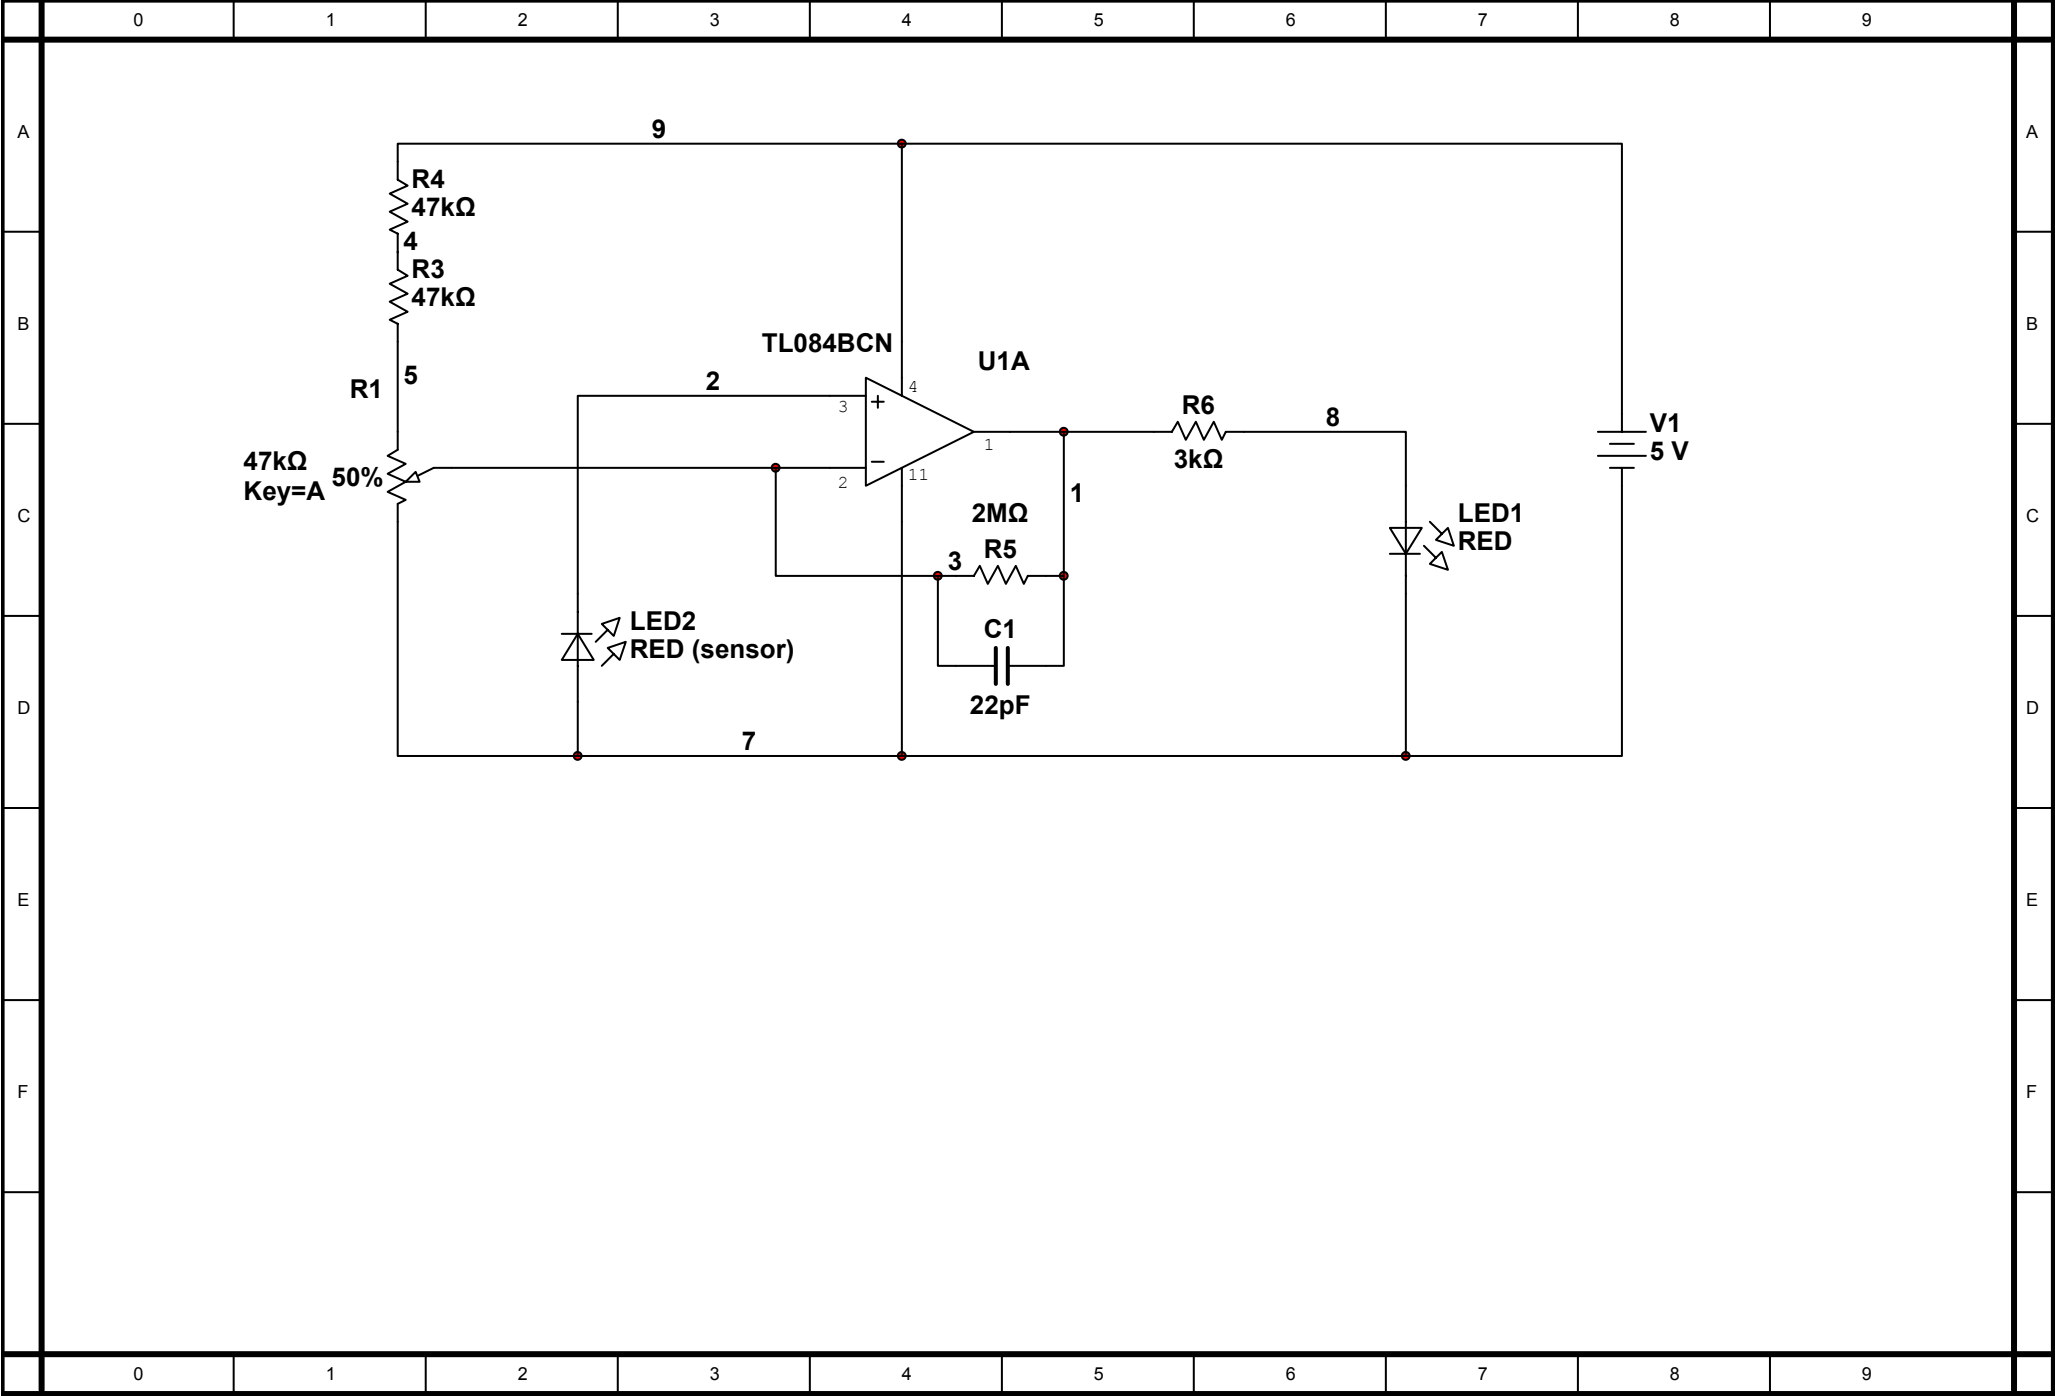 0 1 2 3 4 5 6 7 8 9
A A
9
R4
47kΩ
4
R3
47kΩ
B B
TL084BCN
U1A
5
R1
2
3
4
+
R6
8
3kΩ
1
V1
5 V
47kΩ
Key=A
50%
−
2
11
1
C C
2MΩ
R5
3
LED1
RED
LED2
RED (sensor)
C1
22pF
D D
7
E E
F F
0 1 2 3 4 5 6 7 8 9